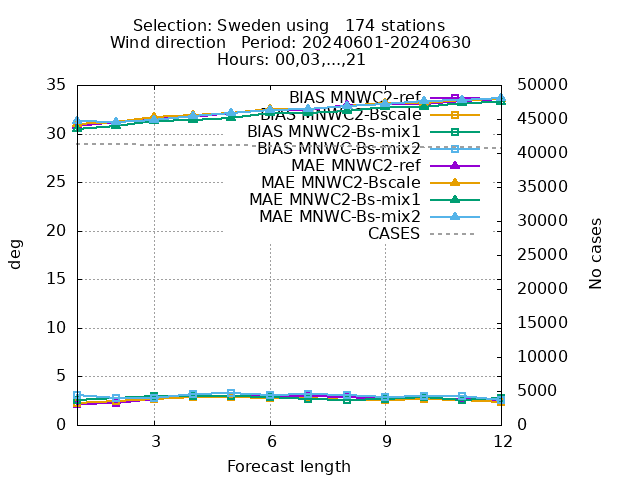 Selection: Sweden using   174 stations
Wind direction   Period: 20240601-20240630
Hours: 00,03,...,21
35
30
25
20
15
10
5
0
deg
50000
45000
40000
35000
30000
25000
20000
15000
10000
5000
0
No cases
BIAS MNWC2-ref
BIAS MNWC2-Bscale
BIAS MNWC2-Bs-mix1
BIAS MNWC-Bs-mix2
MAE MNWC2-ref
MAE MNWC2-Bscale
MAE MNWC2-Bs-mix1
MAE MNWC-Bs-mix2
CASES
3
6
9
12
Forecast length